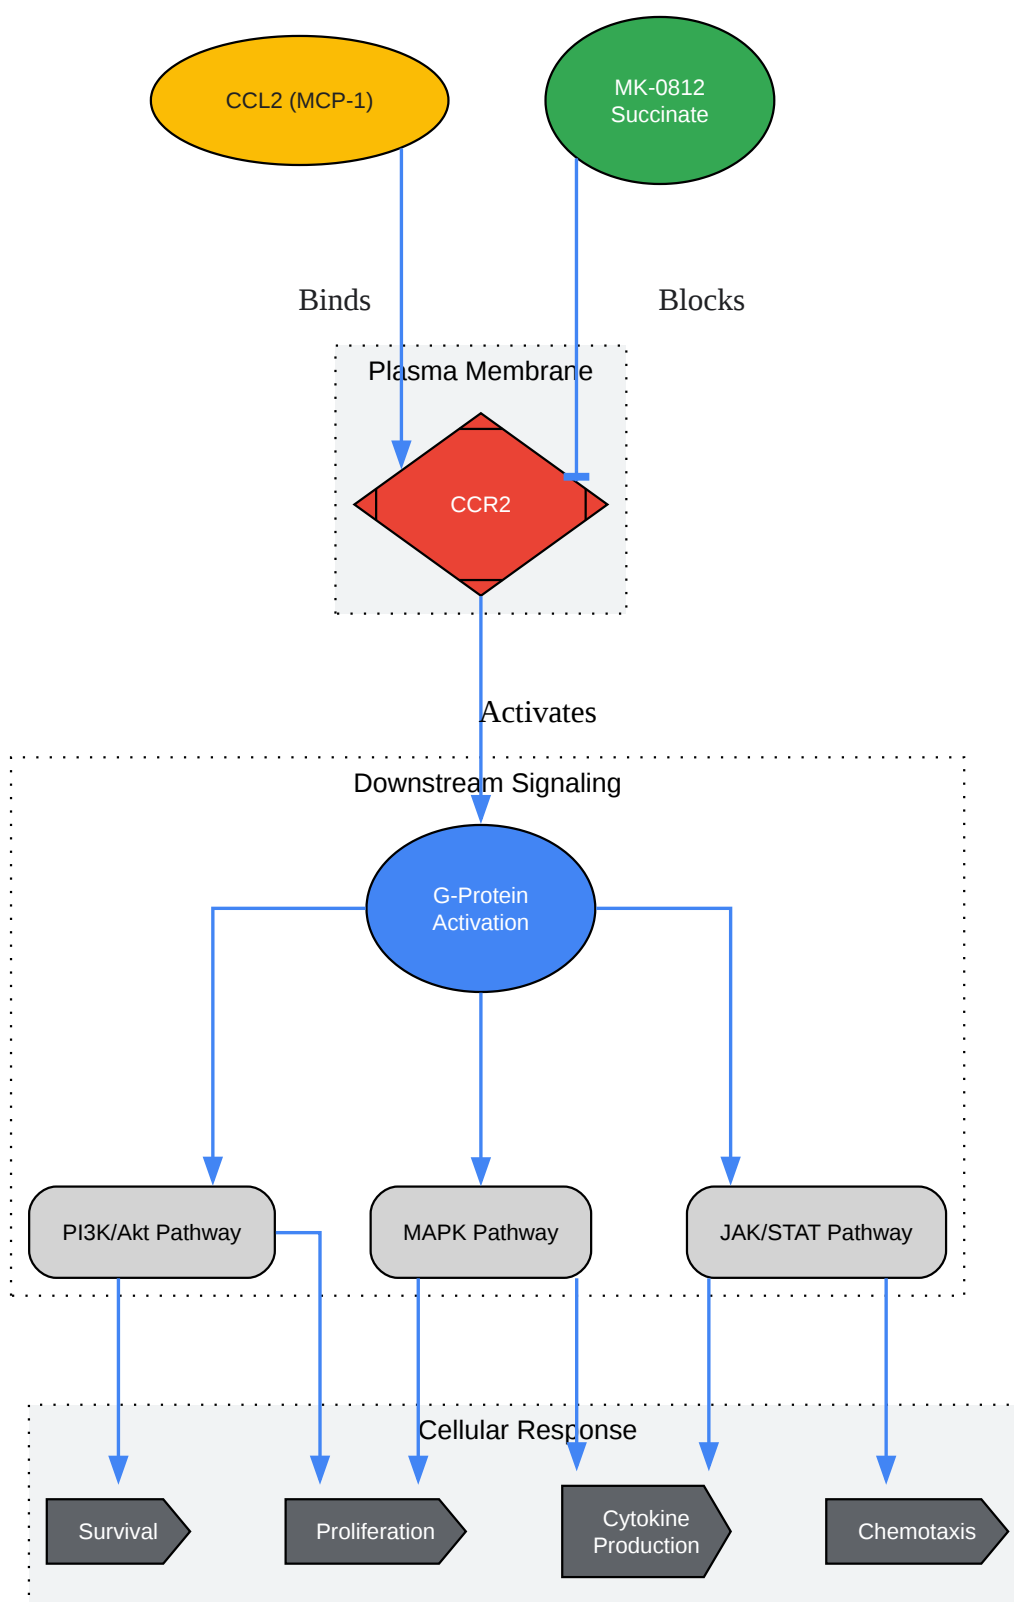 CCL2 (MCP-1)
MK-0812
Succinate
Binds
Blocks
Plasma Membrane
CCR2
Activates
Downstream Signaling
G-Protein
Activation
PI3K/Akt Pathway
MAPK Pathway
JAK/STAT Pathway
Cellular Response
Survival
Proliferation
Cytokine
Production
Chemotaxis